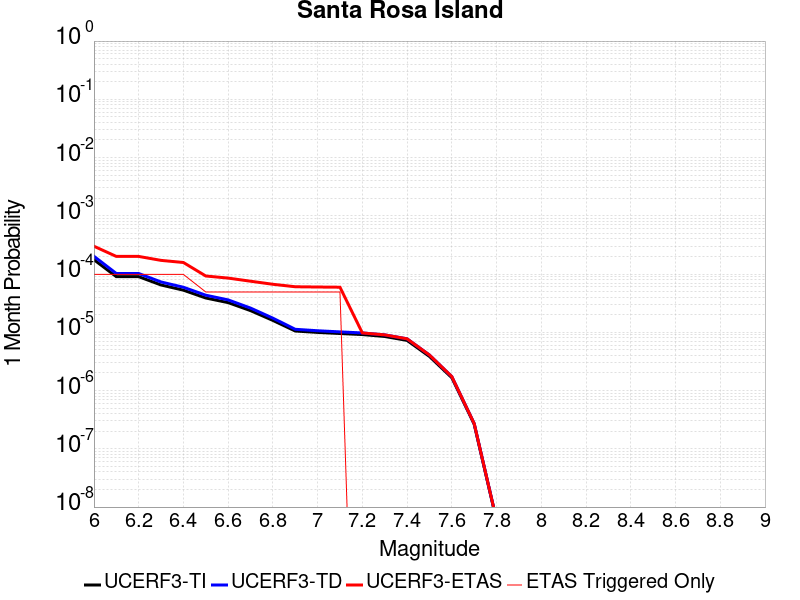 Santa Rosa Island
10^0
10^-1
10^-2
10^-3
10^-4
10^-5
10^-6
10^-7
10^-8
1 Month Probability
6 6.2 6.4 6.6 6.8 7 7.2 7.4 7.6 7.8 8 8.2 8.4 8.6 8.8 9
Magnitude
UCERF3-TI UCERF3-TD UCERF3-ETAS ETAS Triggered Only